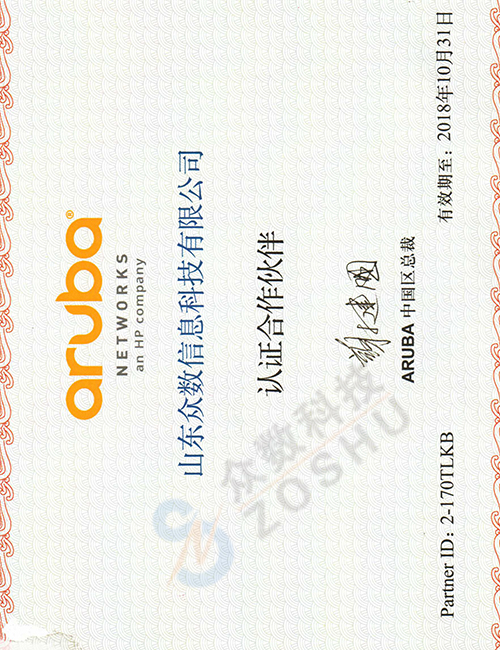 aruba®
NETWORKS
an HP company
山东众数信息科技有限公司
认证合作伙伴
ARUBA 中国区总裁
Partner ID: 2-170TLKB
有效期至: 2018年10月31日
众数科技
ZOSHU